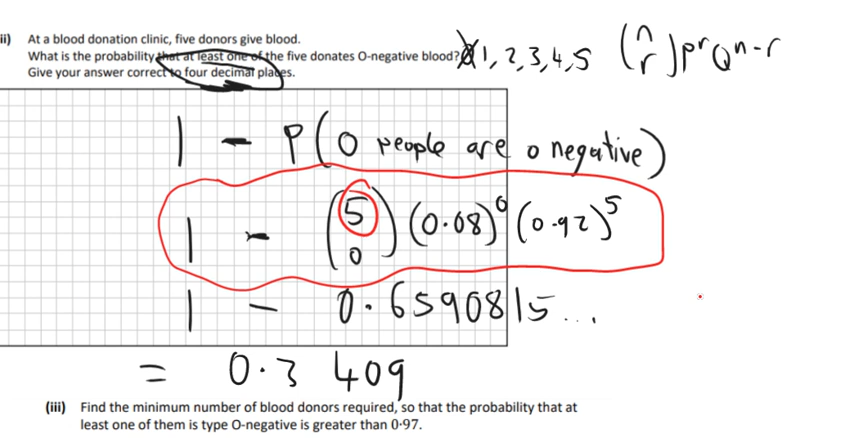 ii) At a blood donation clinic, five donors give blood.
What is the probability that at least one of the five donates O-negative blood? 0 1, 2, 3, 4, 5 (n r) p^r q^n-r
Give your answer correct to four decimal places.
1 - P(0 people are o negative)
1 - (5 0) (0.08)^0 (0.92)^5
1 - 0.6590815...
= 0.3409
(iii) Find the minimum number of blood donors required, so that the probability that at
least one of them is type O-negative is greater than 0·97.